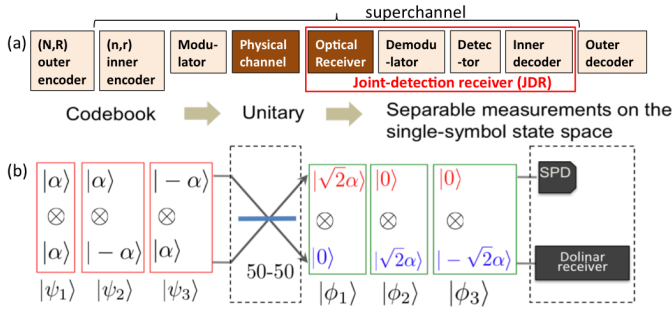 superchannel
(a)
(N,R) outer encoder
(n,r) inner encoder
Modu-lator
Physical channel
Optical Receiver
Demodu-lator
Detec-tor
Inner decoder
Outer decoder
Joint-detection receiver (JDR)
Codebook
Unitary
Separable measurements on the
single-symbol state space
(b)
|α⟩ |α⟩ |−α⟩ |√2α⟩ |0⟩ |0⟩ SPD
⊗ ⊗ ⊗ ⊗ ⊗ ⊗
|α⟩ |−α⟩ |α⟩ 50-50 |0⟩ |√2α⟩ |−√2α⟩ Dolinar receiver
|ψ₁⟩ |ψ₂⟩ |ψ₃⟩ |ϕ₁⟩ |ϕ₂⟩ |ϕ₃⟩